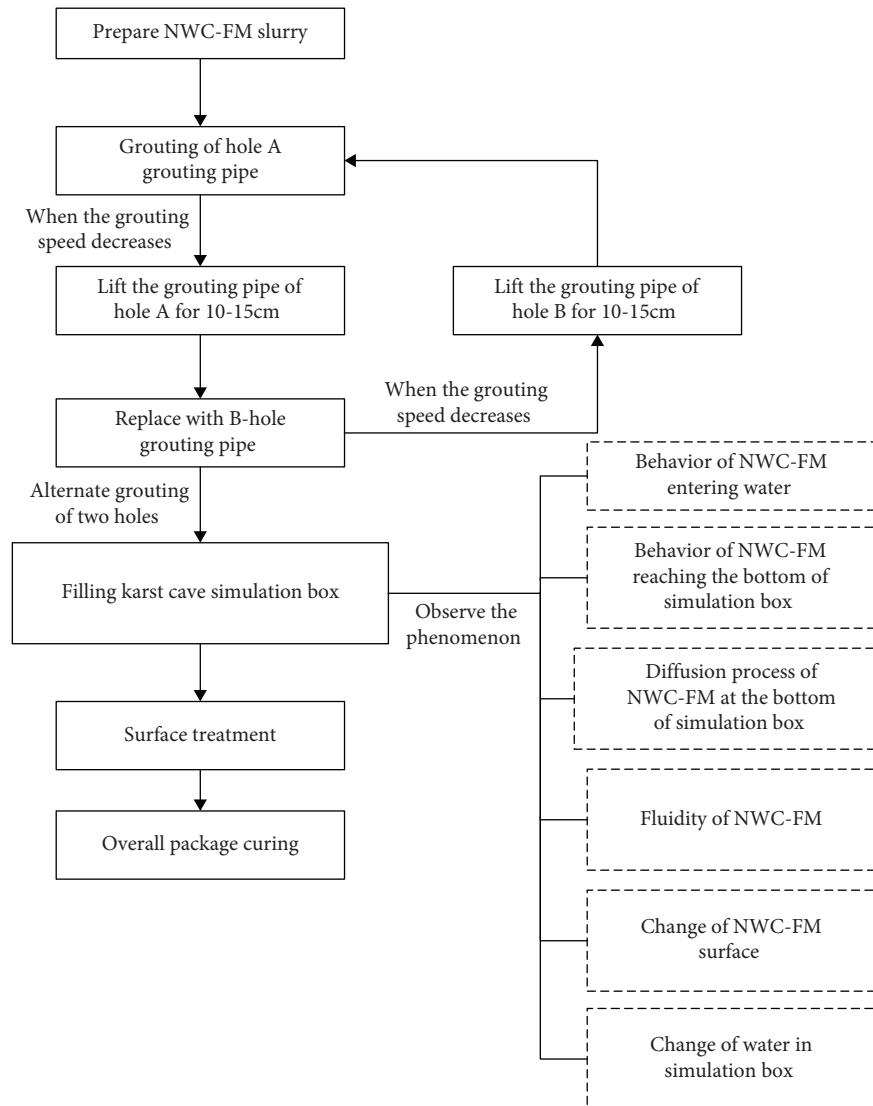 Prepare NWC-FM slurry
Grouting of hole A
grouting pipe
When the grouting
speed decreases
Lift the grouting pipe of
hole A for 10-15cm
Lift the grouting pipe of
hole B for 10-15cm
Replace with B-hole
grouting pipe
When the grouting
speed decreases
Alternate grouting
of two holes
Filling karst cave simulation box
Observe the
phenomenon
Behavior of NWC-FM
entering water
Behavior of NWC-FM
reaching the bottom of
simulation box
Diffusion process of
NWC-FM at the bottom
of simulation box
Fluidity of NWC-FM
Change of NWC-FM
surface
Change of water in
simulation box
Surface treatment
Overall package curing